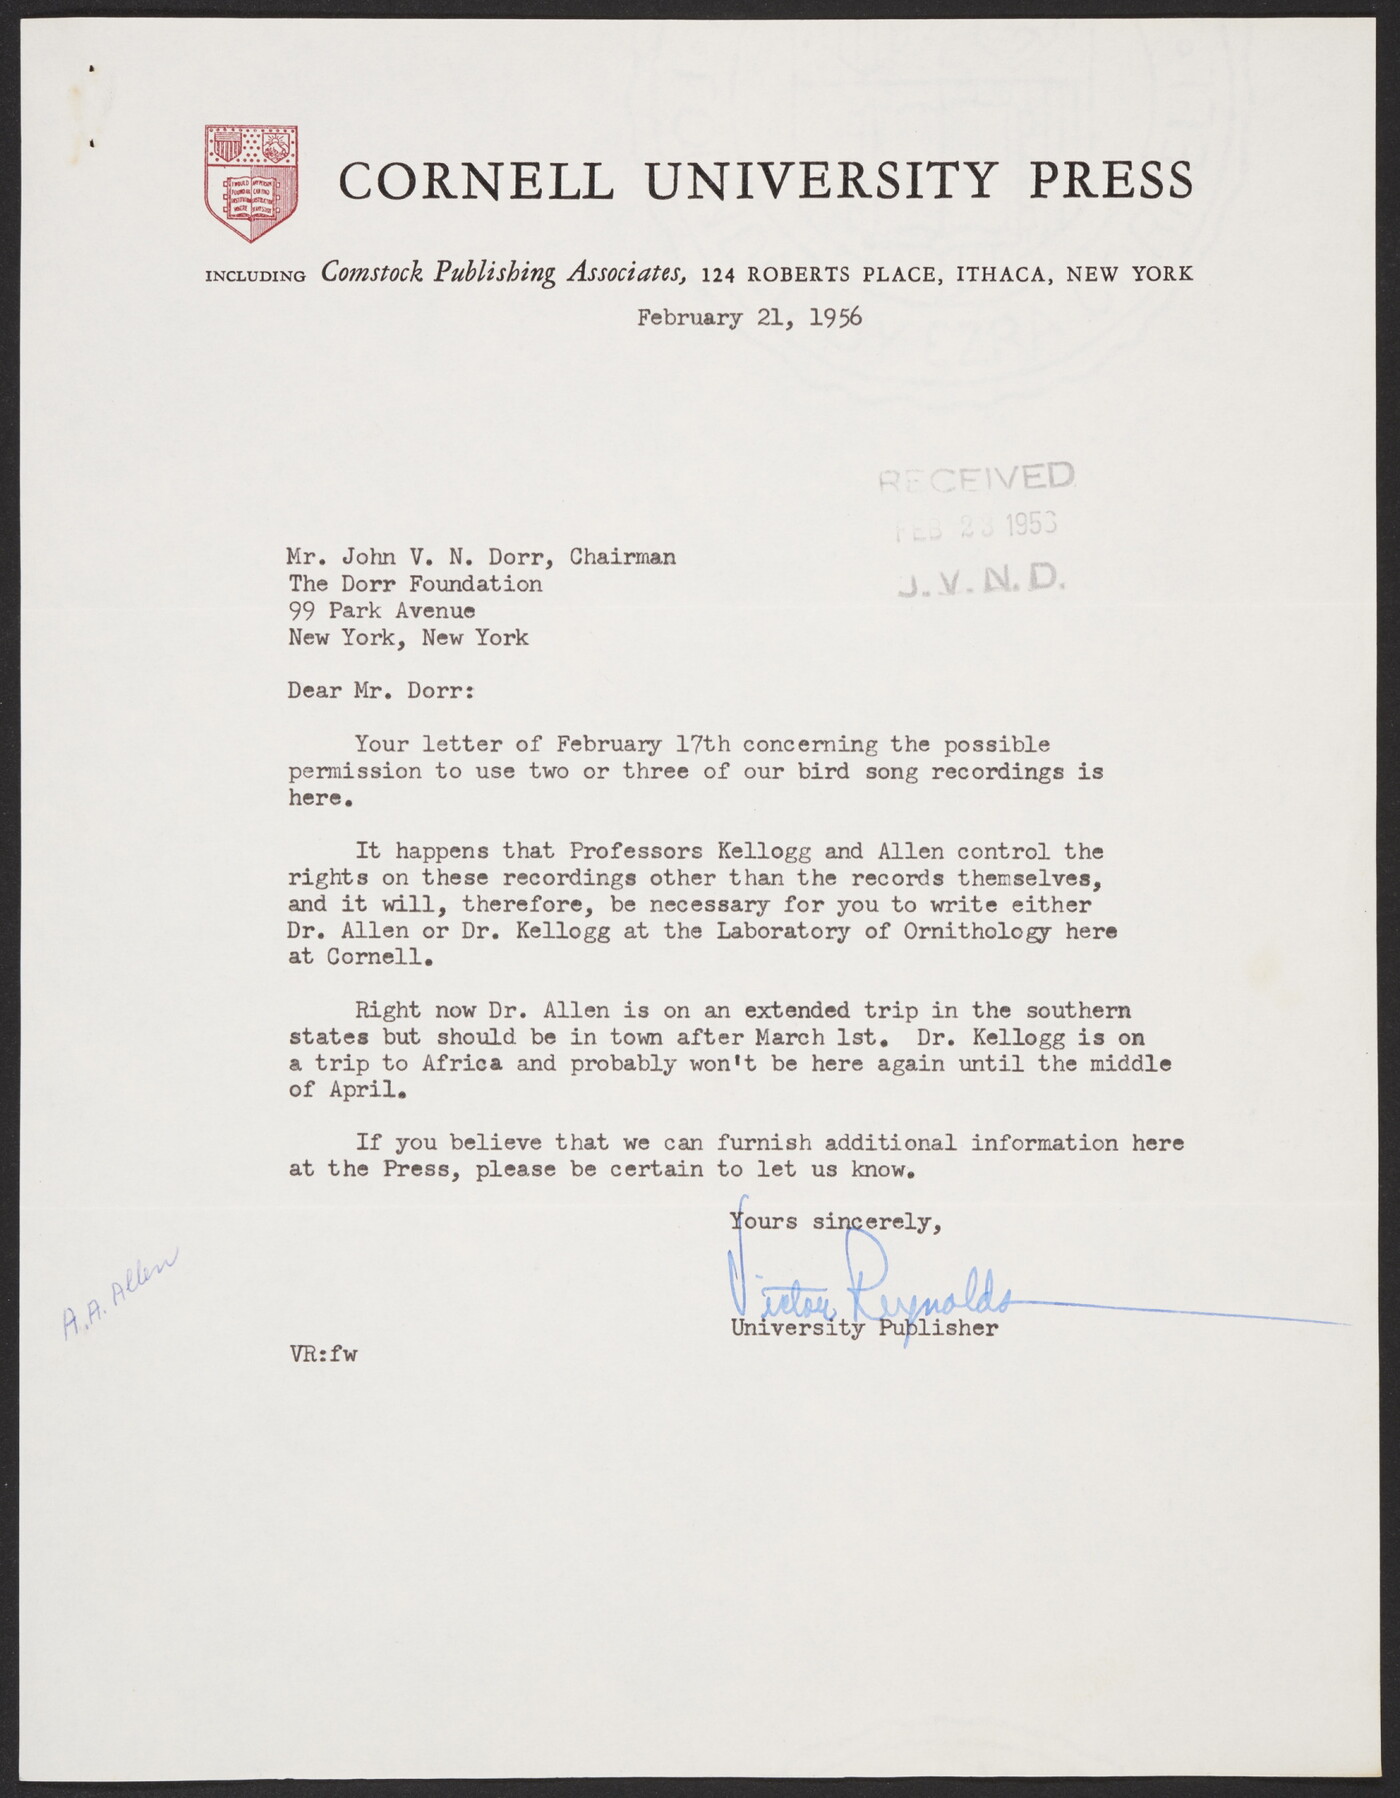 CORNELL UNIVERSITY PRESS
INCLUDING Comstock Publishing Associates, 124 ROBERTS PLACE, ITHACA, NEW YORK
February 21, 1956
RECEIVED
FEB 23 1956
J.V.N.D.
Mr. John V. N. Dorr, Chairman
The Dorr Foundation
99 Park Avenue
New York, New York
Dear Mr. Dorr:
Your letter of February 17th concerning the possible
permission to use two or three of our bird song recordings is
here.
It happens that Professors Kellogg and Allen control the
rights on these recordings other than the records themselves,
and it will, therefore, be necessary for you to write either
Dr. Allen or Dr. Kellogg at the Laboratory of Ornithology here
at Cornell.
Right now Dr. Allen is on an extended trip in the southern
states but should be in town after March 1st. Dr. Kellogg is on
a trip to Africa and probably won't be here again until the middle
of April.
If you believe that we can furnish additional information here
at the Press, please be certain to let us know.
Yours sincerely,
Victor Reynolds
University Publisher
A.A. Allen
VR:fw